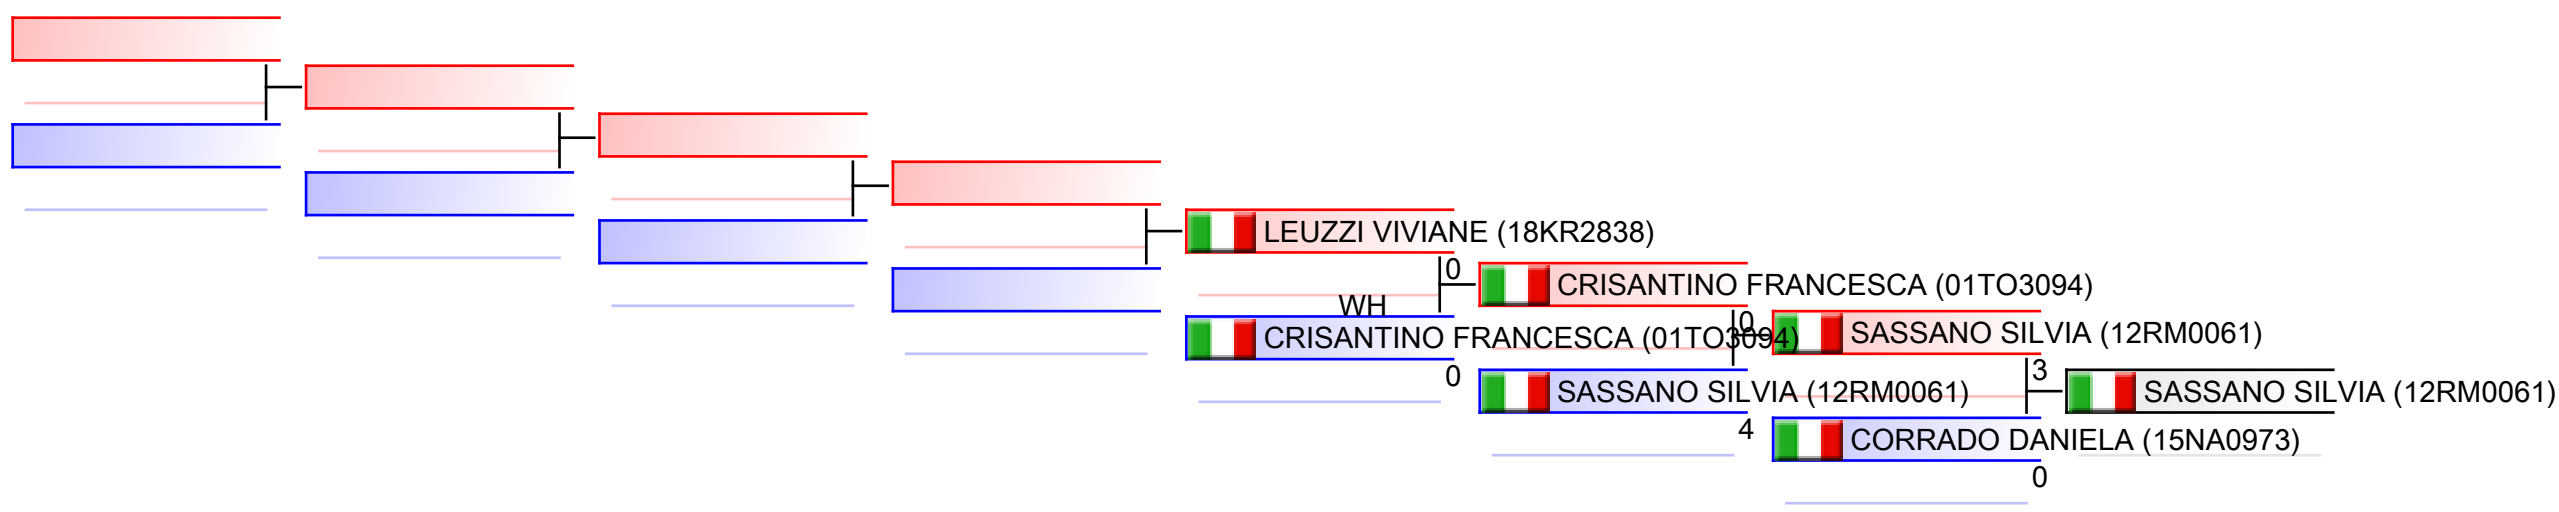 LEUZZI VIVIANE (18KR2838)
0
WH
CRISANTINO FRANCESCA (01TO3094)
0
CRISANTINO FRANCESCA (01TO3094)
0
SASSANO SILVIA (12RM0061)
4
SASSANO SILVIA (12RM0061)
3
CORRADO DANIELA (15NA0973)
0
SASSANO SILVIA (12RM0061)